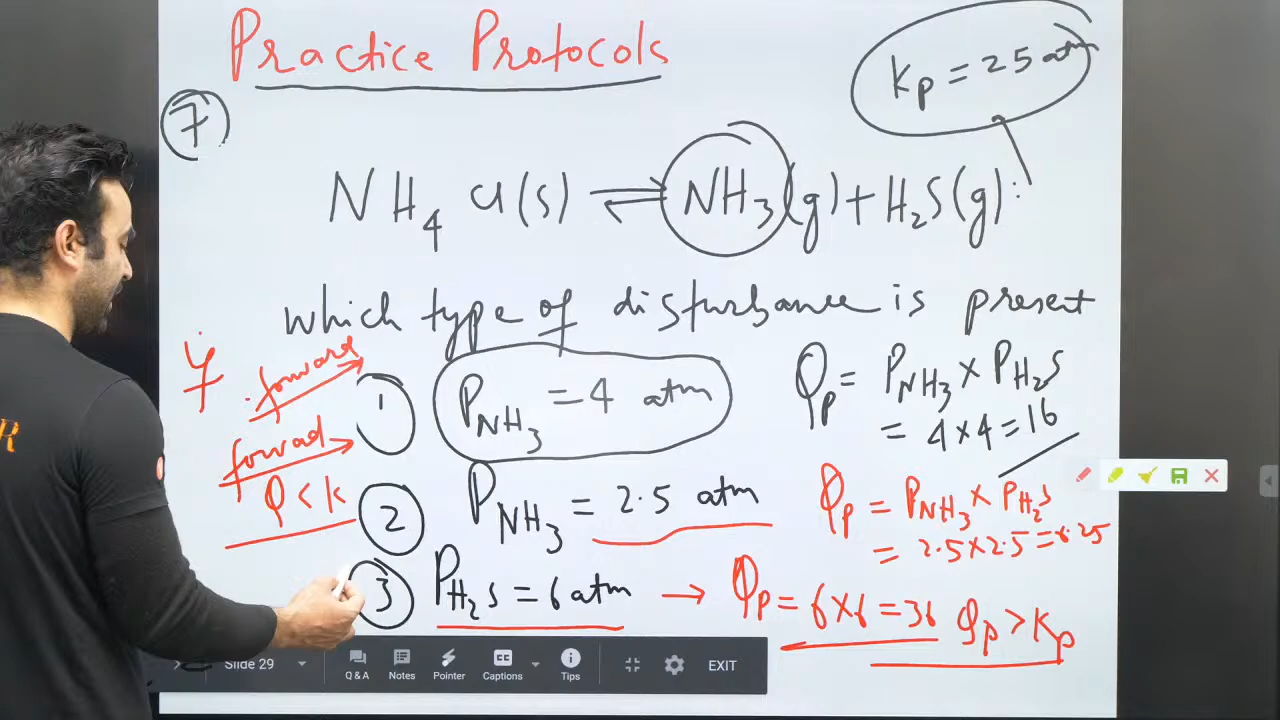 Practice Protocols
Kp = 25 atm
7
NH4 Cl(s) ⇌ NH3(g) + H2S(g) :
which type of disturbance is present
if
forward
1
PNH3 = 4 atm
Qp = PNH3 × PH2S
= 4 × 4 = 16
forwad
Q < k
2
PNH3 = 2.5 atm
Qp = PNH3 × PH2S
= 2.5 × 2.5 = 6.25
3
PH2S = 6 atm → Qp = 6×6 = 36 Qp > Kp
R
Slide 29
Q & A
Notes
Pointer
Captions
Tips
EXIT